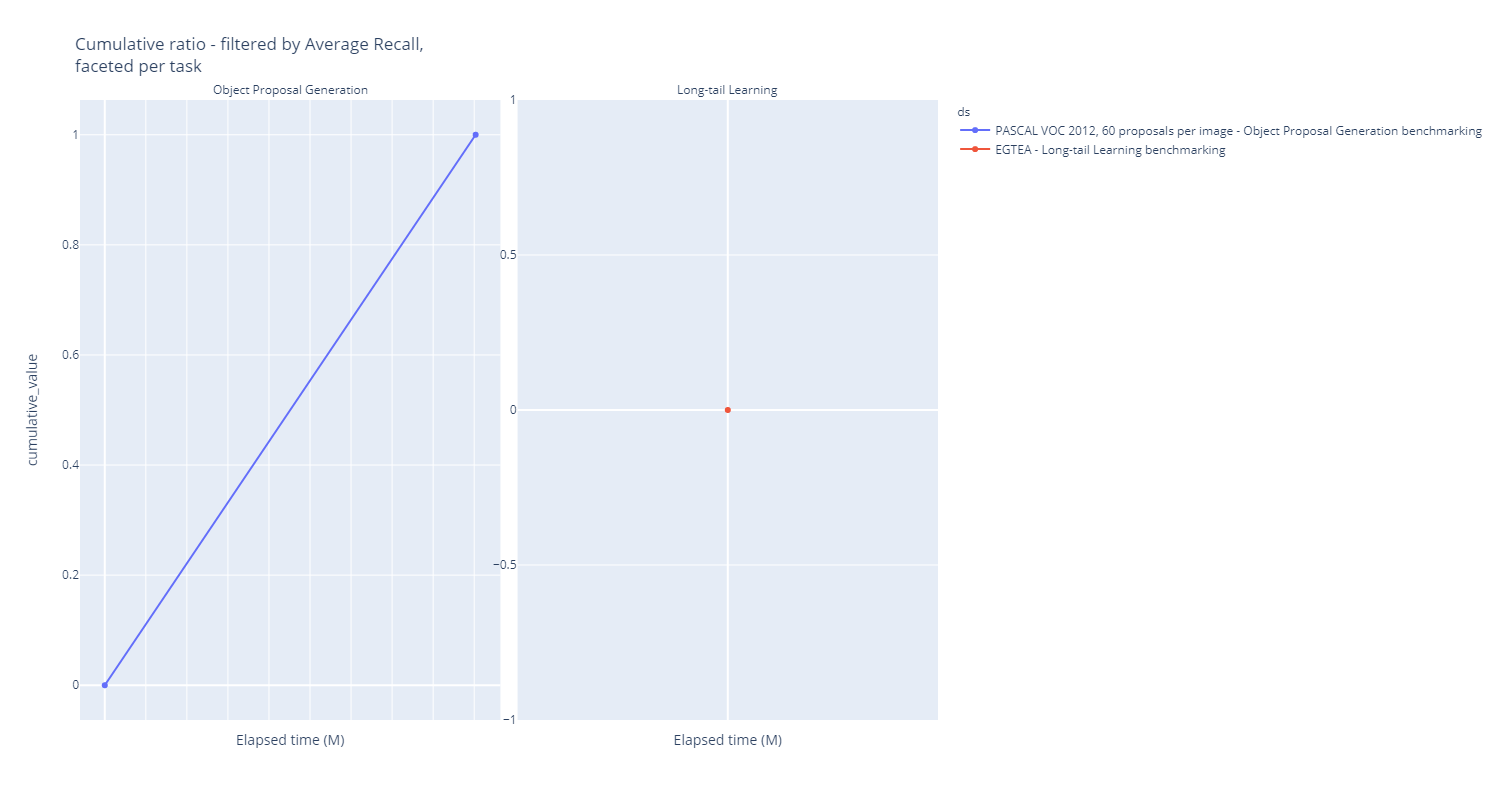 Cumulative ratio - filtered by Average Recall,
faceted per task
Object Proposal Generation
Long-tail Learning
cumulative_value
1
0.8
0.6
0.4
0.2
0
1
0.5
0
−0.5
−1
Elapsed time (M)
Elapsed time (M)
ds
PASCAL VOC 2012, 60 proposals per image - Object Proposal Generation benchmarking
EGTEA - Long-tail Learning benchmarking